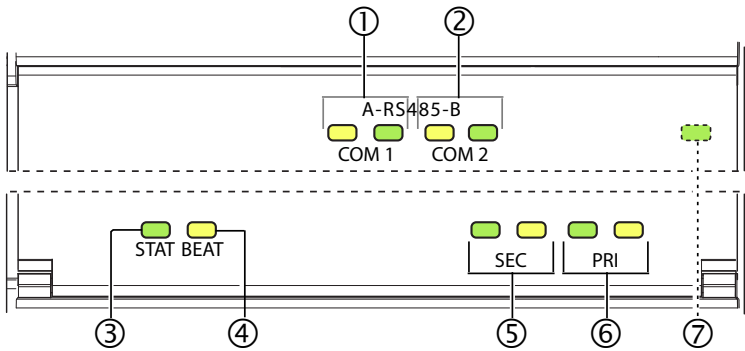 ① ②
A-RS485-B
COM 1 COM 2
STAT BEAT
SEC PRI
③ ④ ⑤ ⑥ ⑦